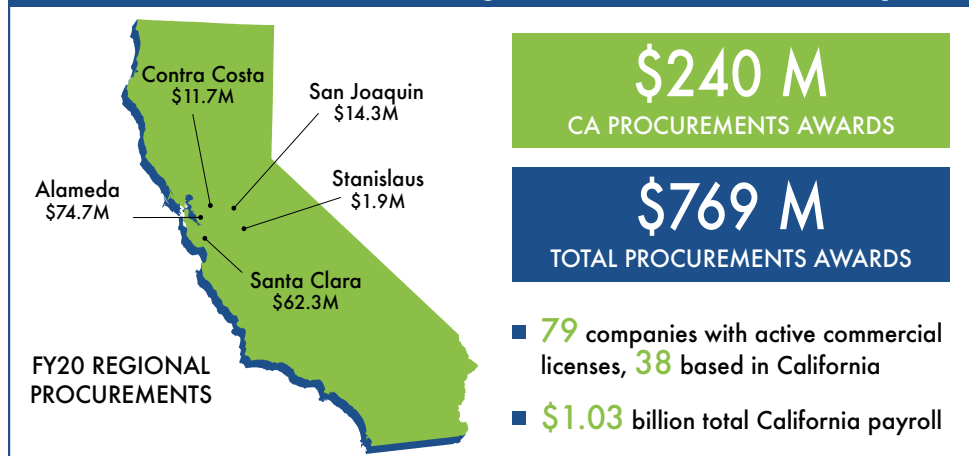 Contra Costa
$11.7M
San Joaquin
$14.3M
Alameda
$74.7M
Stanislaus
$1.9M
Santa Clara
$62.3M
FY20 REGIONAL
PROCUREMENTS
$240 M
CA PROCUREMENTS AWARDS
$769 M
TOTAL PROCUREMENTS AWARDS
79 companies with active commercial
licenses, 38 based in California
$1.03 billion total California payroll